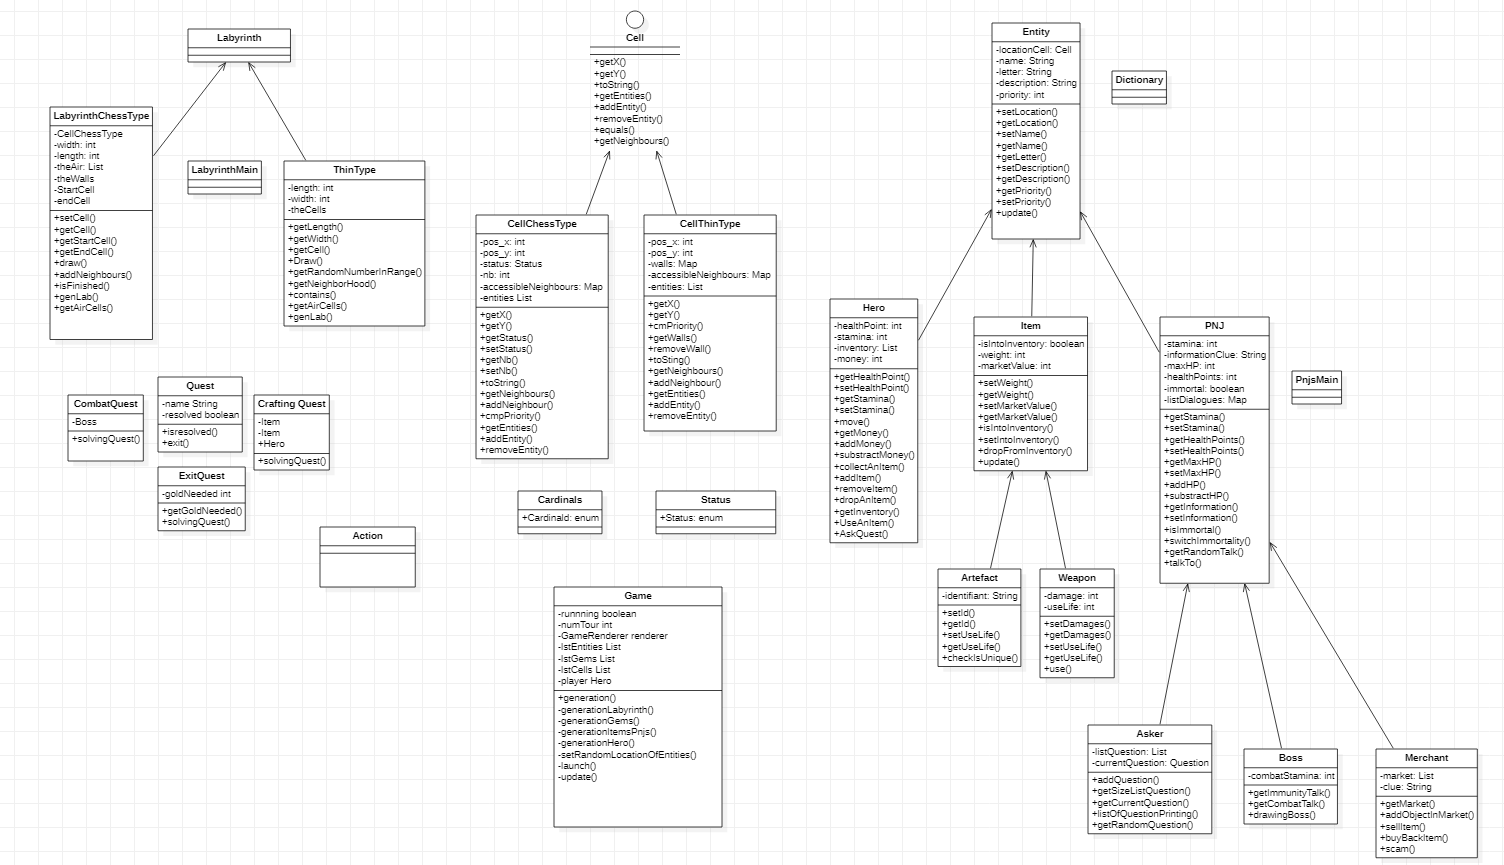 Labyrinth
LabyrinthChessType
-CellChessType
-width: int
-length: int
-theAir: List
-theWalls
-StartCell
-endCell
+setCell()
+getCell()
+getStartCell()
+getEndCell()
+draw()
+addNeighbours()
+isFinished()
+genLab()
+getAirCells()
LabyrinthMain
ThinType
-length: int
-width: int
-theCells
+getLength()
+getWidth()
+getCell()
+Draw()
+getRandomNumberInRange()
+getNeighborHood()
+contains()
+getAirCells()
+genLab()
CombatQuest
-Boss
+solvingQuest()
Quest
-name String
-resolved boolean
+isresolved()
+exit()
Crafting Quest
-Item
-Item
+Hero
+solvingQuest()
ExitQuest
-goldNeeded int
+getGoldNeeded()
+solvingQuest()
Action
Cell
+getX()
+getY()
+toString()
+getEntities()
+addEntity()
+removeEntity()
+equals()
+getNeighbours()
CellChessType
-pos_x: int
-pos_y: int
-status: Status
-nb: int
-accessibleNeighbours: Map
-entities List
+getX()
+getY()
+getStatus()
+setStatus()
+getNb()
+setNb()
+toString()
+getNeighbours()
+addNeighbour()
+cmpPriority()
+getEntities()
+addEntity()
+removeEntity()
CellThinType
-pos_x: int
-pos_y: int
-walls: Map
-accessibleNeighbours: Map
-entities: List
+getX()
+getY()
+cmPriority()
+getWalls()
+removeWall()
+toSting()
+getNeighbours()
+addNeighbour()
+getEntities()
+addEntity()
+removeEntity()
Cardinals
+Cardinald: enum
Status
+Status: enum
Game
-runnning boolean
-numTour int
-GameRenderer renderer
-lstEntities List
-lstGems List
-lstCells List
-player Hero
+generation()
-generationLabyrinth()
-generationGems()
-generationItemsPnjs()
-generationHero()
-setRandomLocationOfEntities()
-launch()
-update()
Entity
-locationCell: Cell
-name: String
-letter: String
-description: String
-priority: int
+setLocation()
+getLocation()
+setName()
+getName()
+getLetter()
+setDescription()
+getDescription()
+getPriority()
+setPriority()
+update()
Dictionary
Hero
-healthPoint: int
-stamina: int
-inventory: List
-money: int
+getHealthPoint()
+setHealthPoint()
+getStamina()
+setStamina()
+move()
+getMoney()
+addMoney()
+substractMoney()
+collectAnItem()
+addItem()
+removeItem()
+dropAnItem()
+getInventory()
+UseAnItem()
+AskQuest()
Item
-isIntoInventory: boolean
-weight: int
-marketValue: int
+setWeight()
+getWeight()
+setMarketValue()
+getMarketValue()
+isIntoInventory()
+setIntoInventory()
+dropFromInventory()
+update()
PNJ
-stamina: int
-informationClue: String
-maxHP: int
-healthPoints: int
-immortal: boolean
-listDialogues: Map
+getStamina()
+setStamina()
+getHealthPoints()
+setHealthPoints()
+getMaxHP()
+setMaxHP()
+addHP()
+substractHP()
+getInformation()
+setInformation()
+isImmortal()
+switchImmortality()
+getRandomTalk()
+talkTo()
PnjsMain
Artefact
-identifiant: String
+setId()
+getId()
+setUseLife()
+getUseLife()
+checkIsUnique()
Weapon
-damage: int
-useLife: int
+setDamages()
+getDamages()
+setUseLife()
+getUseLife()
+use()
Asker
-listQuestion: List
-currentQuestion: Question
+addQuestion()
+getSizeListQuestion()
+getCurrentQuestion()
+listOfQuestionPrinting()
+getRandomQuestion()
Boss
-combatStamina: int
+getImmunityTalk()
+getCombatTalk()
+drawingBoss()
Merchant
-market: List
-clue: String
+getMarket()
+addObjectInMarket()
+sellItem()
+buyBackItem()
+scam()